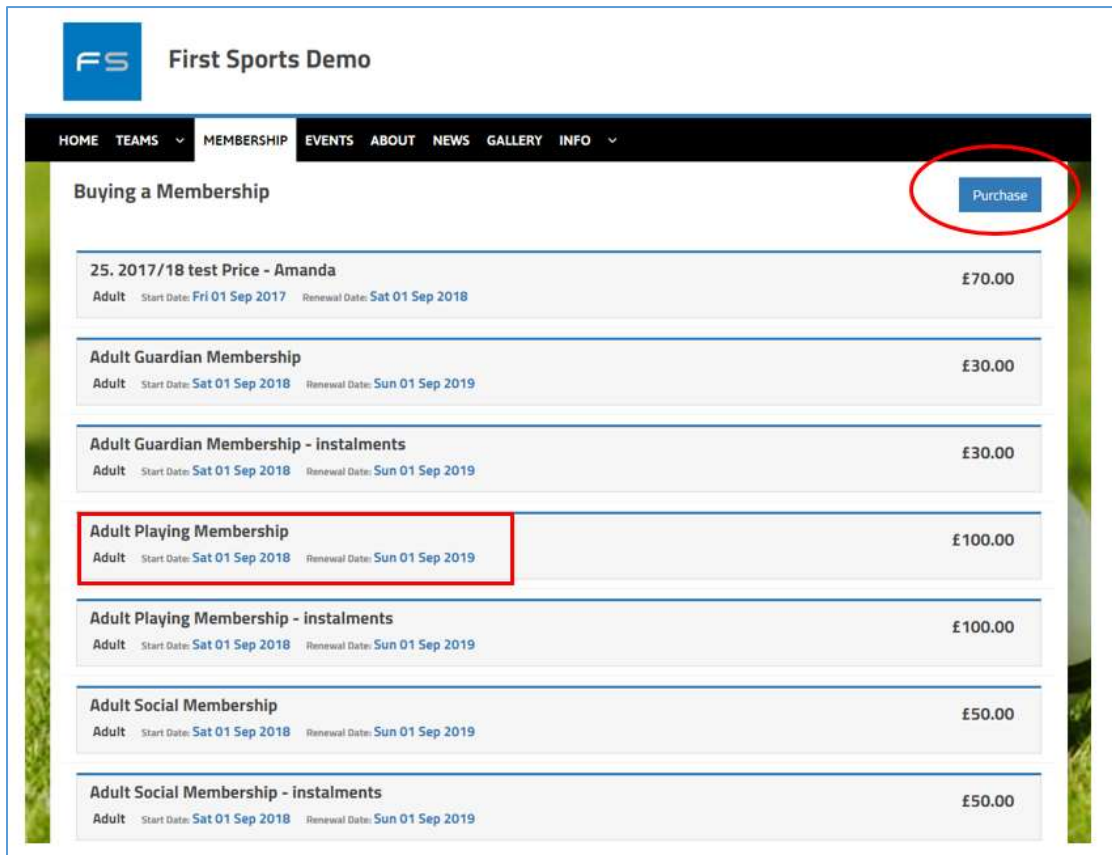 FS
First Sports Demo
HOME TEAMS MEMBERSHIP EVENTS ABOUT NEWS GALLERY INFO
Buying a Membership
Purchase
25. 2017/18 test Price - Amanda
£70.00
Adult Start Date: Fri 01 Sep 2017 Renewal Date: Sat 01 Sep 2018
Adult Guardian Membership
£30.00
Adult Start Date: Sat 01 Sep 2018 Renewal Date: Sun 01 Sep 2019
Adult Guardian Membership - instalments
£30.00
Adult Start Date: Sat 01 Sep 2018 Renewal Date: Sun 01 Sep 2019
Adult Playing Membership
£100.00
Adult Start Date: Sat 01 Sep 2018 Renewal Date: Sun 01 Sep 2019
Adult Playing Membership - instalments
£100.00
Adult Start Date: Sat 01 Sep 2018 Renewal Date: Sun 01 Sep 2019
Adult Social Membership
£50.00
Adult Start Date: Sat 01 Sep 2018 Renewal Date: Sun 01 Sep 2019
Adult Social Membership - instalments
£50.00
Adult Start Date: Sat 01 Sep 2018 Renewal Date: Sun 01 Sep 2019